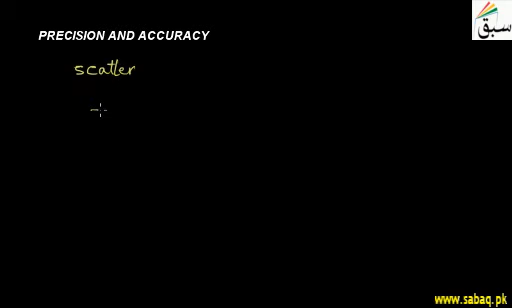 PRECISION AND ACCURACY
سبق
scatter
www.sabaq.pk